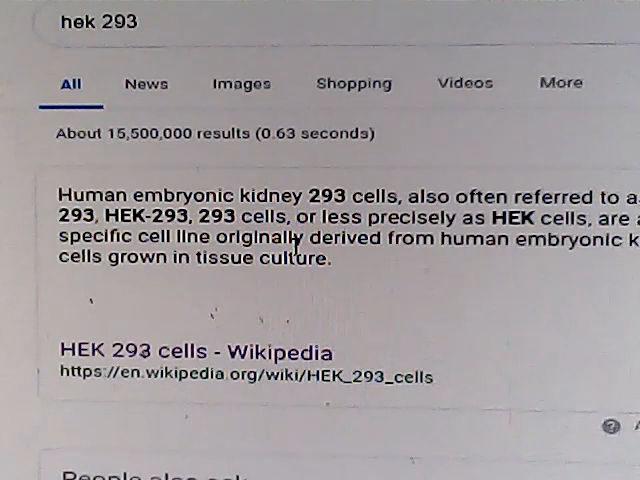 hek 293
All News Images Shopping Videos More
About 15,500,000 results (0.63 seconds)
Human embryonic kidney 293 cells, also often referred to
293, HEK-293, 293 cells, or less precisely as HEK cells, are
specific cell line originally derived from human embryonic
cells grown in tissue culture.
HEK 293 cells - Wikipedia
https://en.wikipedia.org/wiki/HEK_293_cells
People also ask